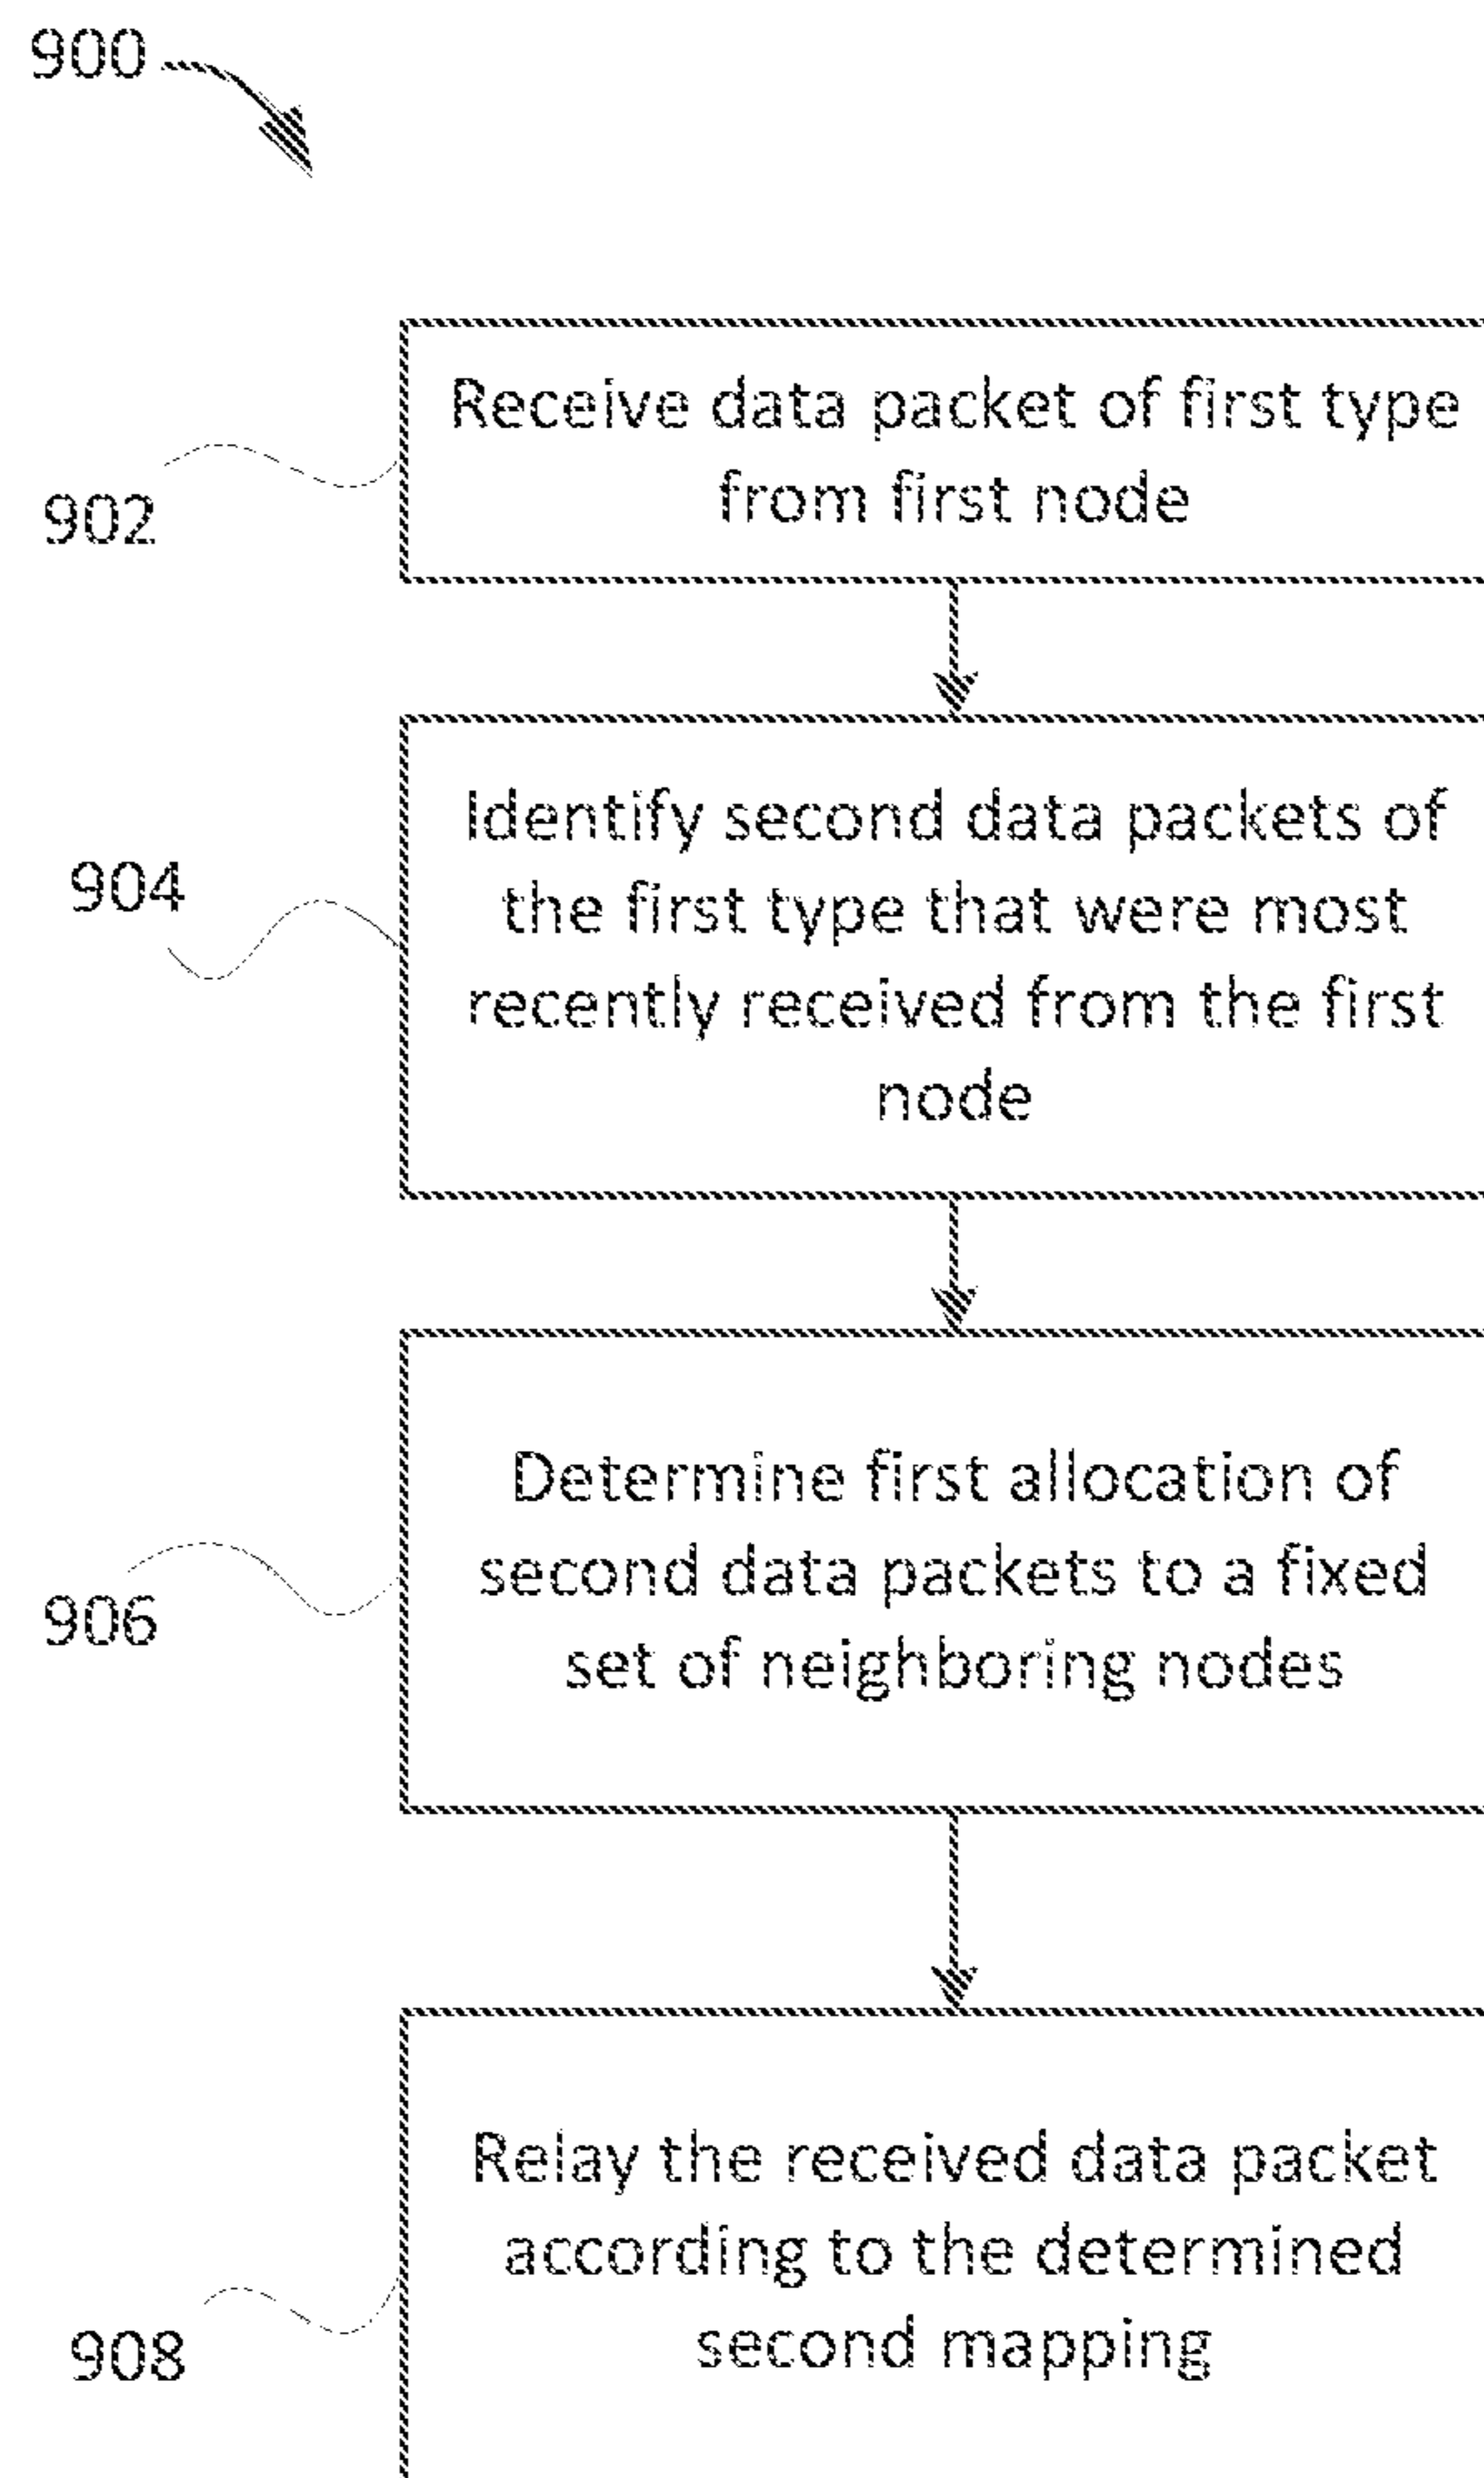 900
Receive data packet of first type
from first node
902
Identify second data packets of
the first type that were most
recently received from the first
node
904
Determine first allocation of
second data packets to a fixed
set of neighboring nodes
906
Relay the received data packet
according to the determined
second mapping
908